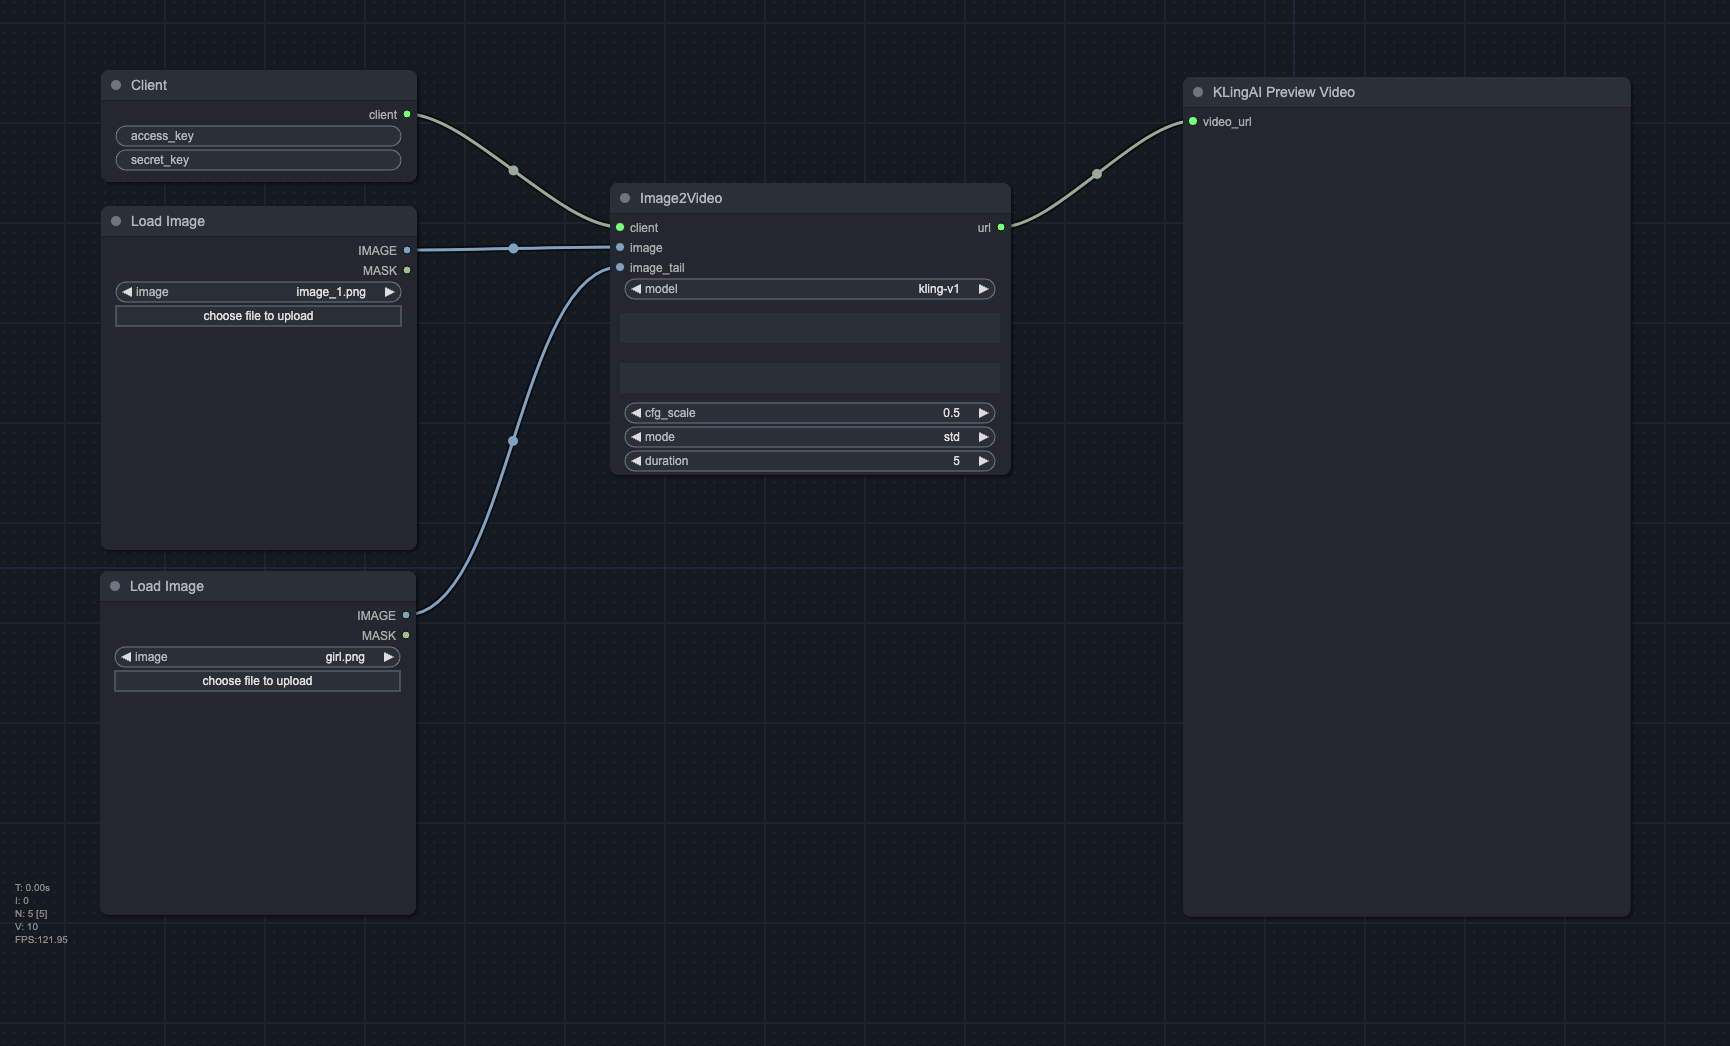 Client
client
access_key
secret_key
Load Image
IMAGE
MASK
image image_1.png
choose file to upload
Load Image
IMAGE
MASK
image girl.png
choose file to upload
Image2Video
client url
image
image_tail
model kling-v1
cfg_scale 0.5
mode std
duration 5
KLingAI Preview Video
video_url
T: 0.00s
I: 0
N: 5 [5]
V: 10
FPS:121.95